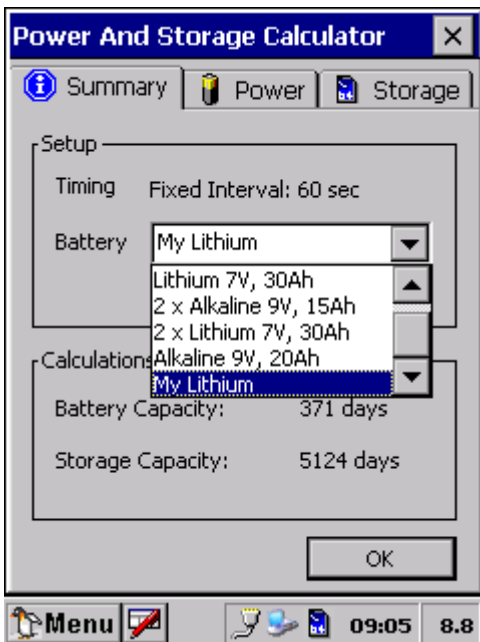 Power And Storage Calculator
Summary Power Storage
Setup
Timing Fixed Interval: 60 sec
Battery My Lithium
Lithium 7V, 30Ah
2 x Alkaline 9V, 15Ah
2 x Lithium 7V, 30Ah
Alkaline 9V, 20Ah
My Lithium
Calculations
Battery Capacity: 371 days
Storage Capacity: 5124 days
OK
Menu 09:05 8.8